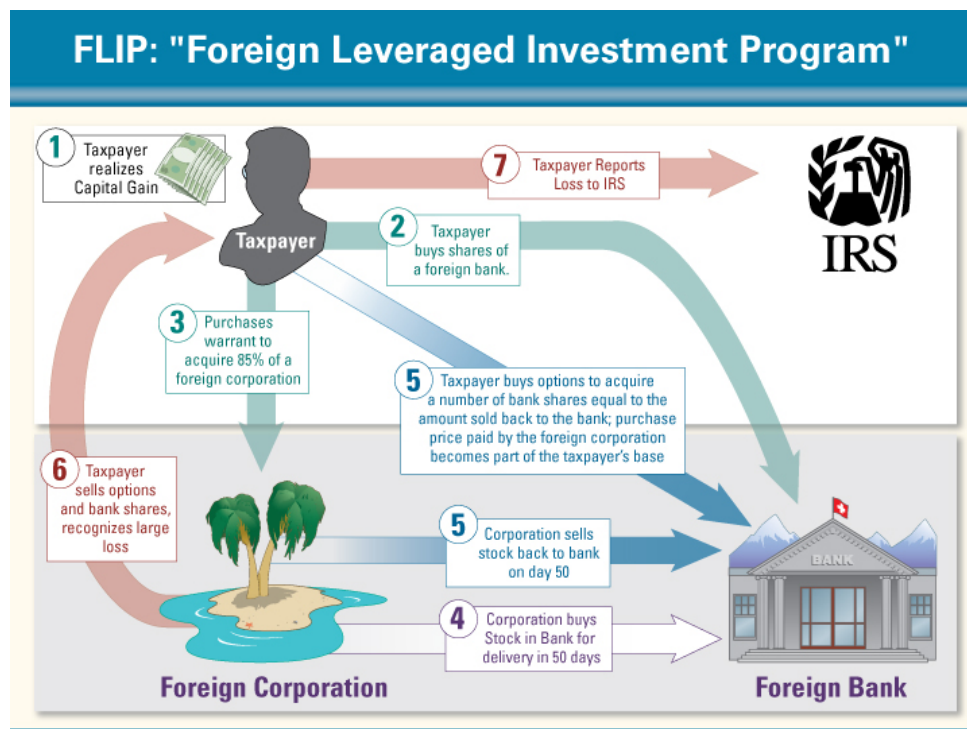 FLIP: "Foreign Leveraged Investment Program"
1
Taxpayer
realizes
Capital Gain
Taxpayer
7
Taxpayer Reports
Loss to IRS
IRS
2
Taxpayer
buys shares of
a foreign bank.
3
Purchases
warrant to
acquire 85% of a
foreign corporation
5
Taxpayer buys options to acquire
a number of bank shares equal to the
amount sold back to the bank; purchase
price paid by the foreign corporation
becomes part of the taxpayer's base
6
Taxpayer
sells options
and bank shares,
recognizes large
loss
5
Corporation sells
stock back to bank
on day 50
4
Corporation buys
Stock in Bank for
delivery in 50 days
BANK
Foreign Corporation
Foreign Bank